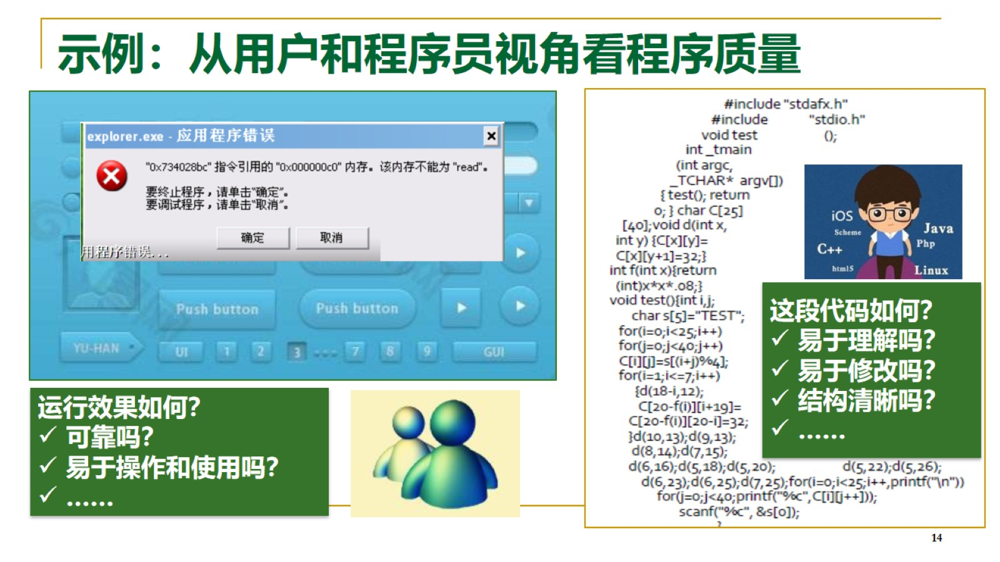 示例：从用户和程序员视角看程序质量
explorer.exe - 应用程序错误
"0x734028bc" 指令引用的 "0x000000c0" 内存。该内存不能为 "read"。
要终止程序，请单击“确定”。
要调试程序，请单击“取消”。
确定 取消
用程序错误...
Push button Push button
YU-HAN UI 1 2 3 ... 7 8 9 GUI
运行效果如何?
✓ 可靠吗?
✓ 易于操作和使用吗?
✓ ……
#include "stdafx.h"
#include "stdio.h"
void test ();
int _tmain
(int argc,
_TCHAR* argv[])
{ test(); return
0; } char C[25]
[40];void d(int x,
int y) {C[x][y]=
C[x][y+1]=32;}
int f(int x){return
(int)x*x*.08;}
void test(){int i,j;
char s[5]="TEST";
for(i=0;i<25;i++)
for(j=0;j<40;j++)
C[i][j]=s[(i+j)%4];
for(i=1;i<=7;i++)
{d(18-i,12);
C[20-f(i)][i+19]=
C[20-f(i)][20-i]=32;
}d(10,13);d(9,13);
d(8,14);d(7,15);
d(6,16);d(5,18);d(5,20); d(5,22);d(5,26);
d(6,23);d(6,25);d(7,25);for(i=0;i<25;i++,printf("\n"))
for(j=0;j<40;printf("%c",C[i][j++]));
scanf("%c", &s[0]);
}
iOS
Scheme
Java
C++
Php
html5
Linux
这段代码如何?
✓ 易于理解吗?
✓ 易于修改吗?
✓ 结构清晰吗?
✓ ……
14